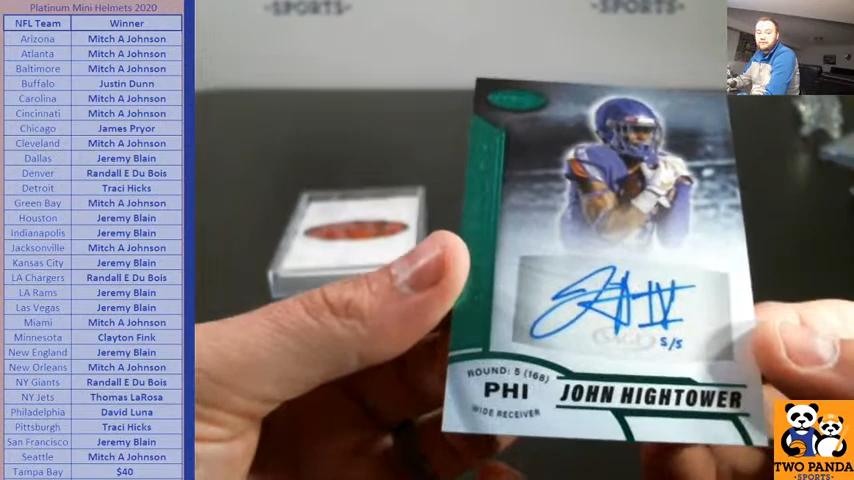 Platinum Mini Helmets 2020
NFL Team Winner
Arizona Mitch A Johnson
Atlanta Mitch A Johnson
Baltimore Mitch A Johnson
Buffalo Justin Dunn
Carolina Mitch A Johnson
Cincinnati Mitch A Johnson
Chicago James Pryor
Cleveland Mitch A Johnson
Dallas Jeremy Blain
Denver Randall E Du Bois
Detroit Traci Hicks
Green Bay Mitch A Johnson
Houston Jeremy Blain
Indianapolis Jeremy Blain
Jacksonville Mitch A Johnson
Kansas City Jeremy Blain
LA Chargers Randall E Du Bois
LA Rams Jeremy Blain
Las Vegas Jeremy Blain
Miami Mitch A Johnson
Minnesota Clayton Fink
New England Jeremy Blain
New Orleans Mitch A Johnson
NY Giants Randall E Du Bois
NY Jets Thomas LaRosa
Philadelphia David Luna
Pittsburgh Traci Hicks
San Francisco Jeremy Blain
Seattle Mitch A Johnson
Tampa Bay $40
·SPORTS·
·SPORTS·
SAGE
5/5
ROUND: 5 (168)
PHI
WIDE RECEIVER
JOHN HIGHTOWER
TWO PANDA
·SPORTS·